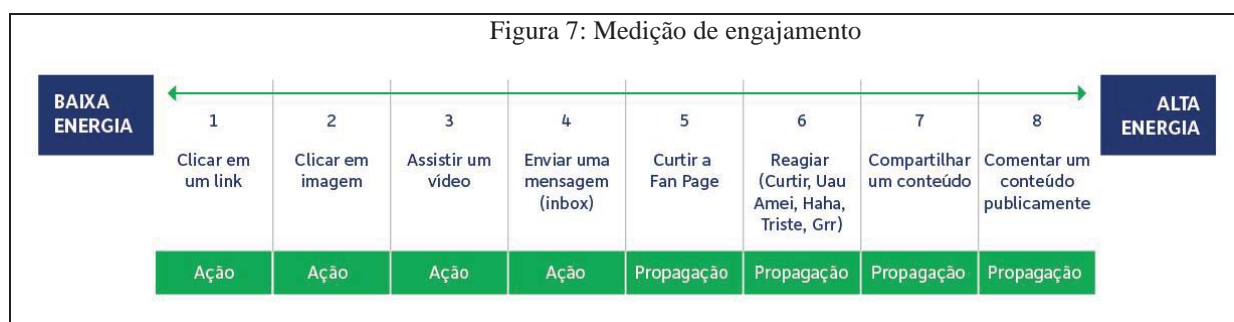 Figura 7: Medição de engajamento
BAIXA
ENERGIA
1
Clicar em
um link
Ação
2
Clicar em
imagem
Ação
3
Assistir um
vídeo
Ação
4
Enviar uma
mensagem
(inbox)
Ação
5
Curtir a
Fan Page
Propagação
6
Reagiar
(Curtir, Uau
Amei, Haha,
Triste, Grr)
Propagação
7
Compartilhar
um conteúdo
Propagação
8
Comentar um
conteúdo
publicamente
Propagação
ALTA
ENERGIA